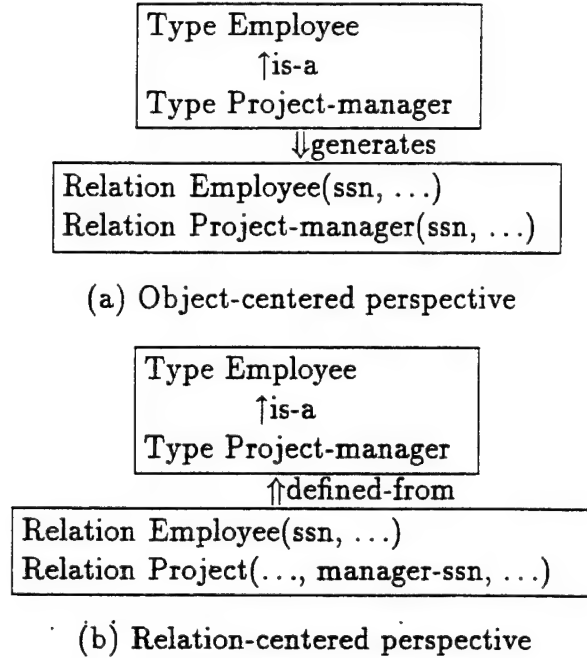 Type Employee
↑is-a
Type Project-manager
⇓generates
Relation Employee(ssn, ...)
Relation Project-manager(ssn, ...)
(a) Object-centered perspective
Type Employee
↑is-a
Type Project-manager
⇑defined-from
Relation Employee(ssn, ...)
Relation Project(..., manager-ssn, ...)
(b) Relation-centered perspective